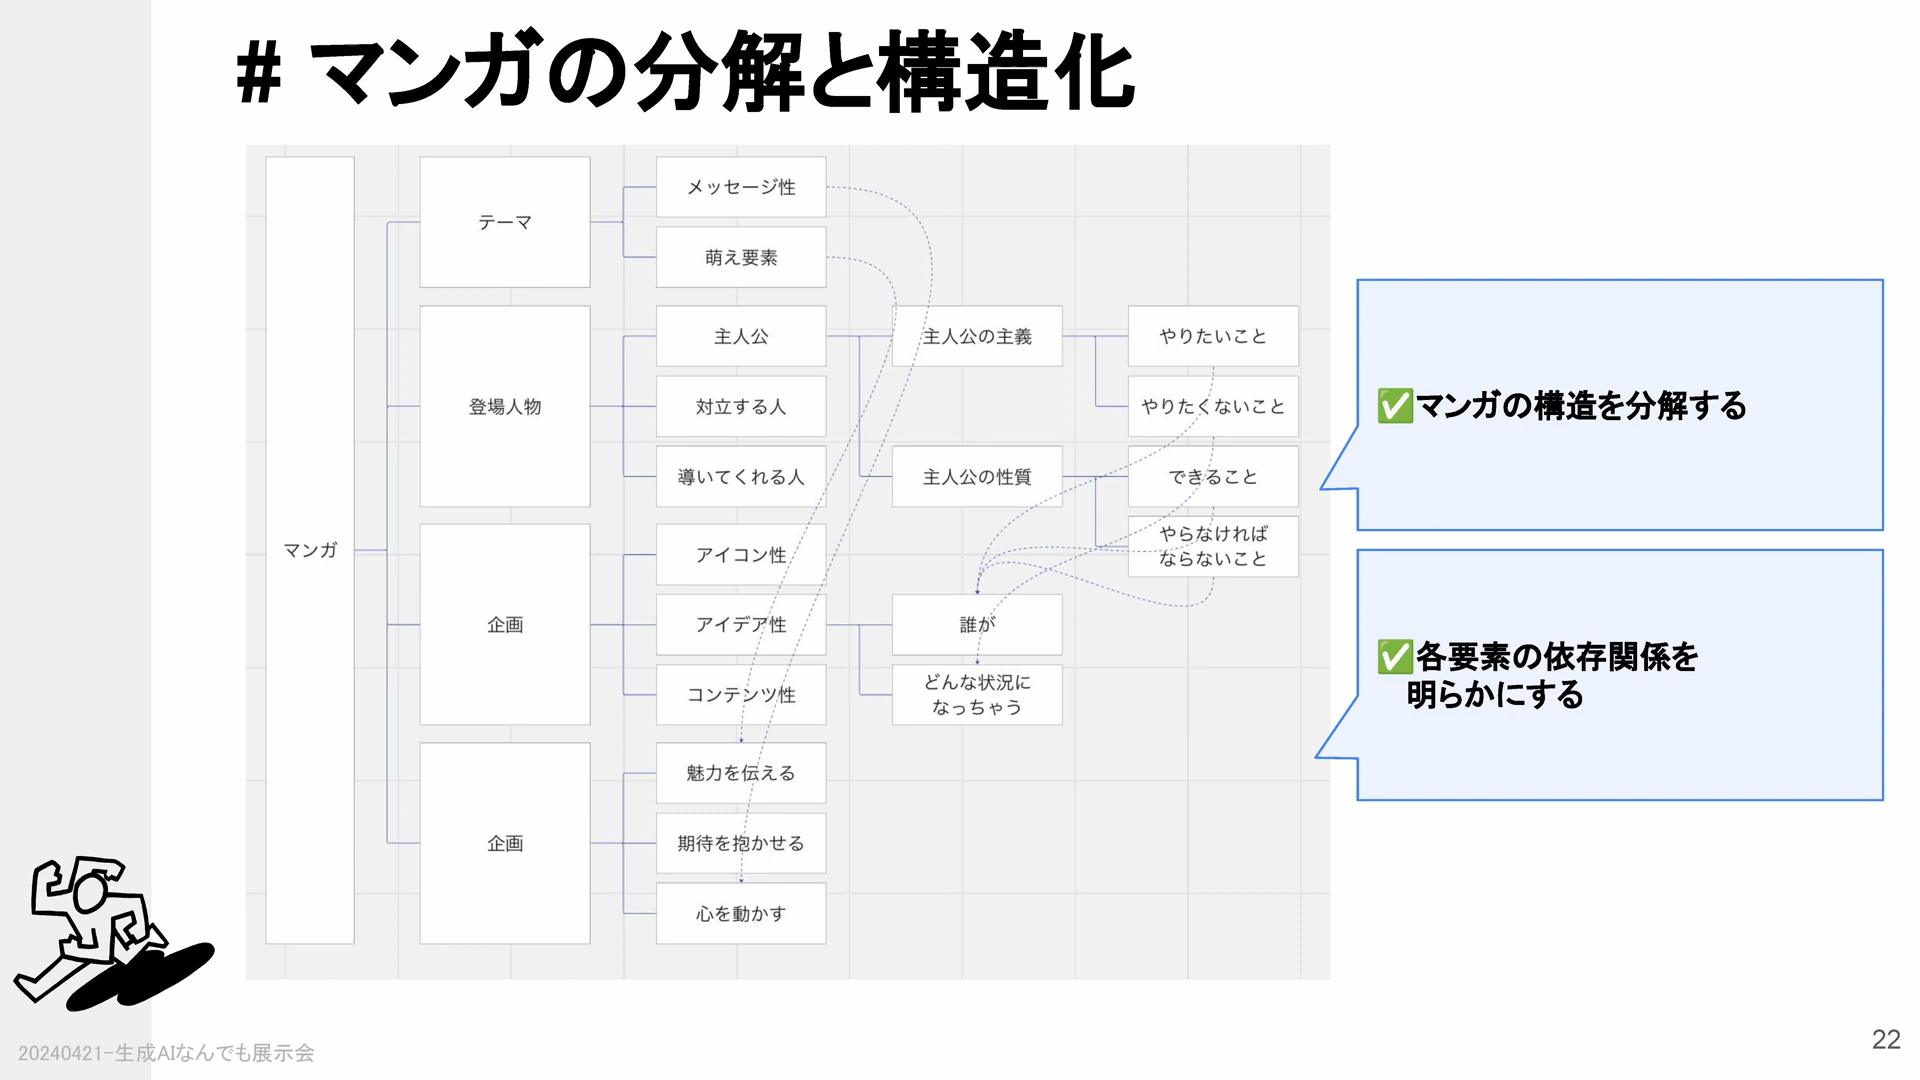 # マンガの分解と構造化
マンガ
テーマ
メッセージ性
萌え要素
登場人物
主人公
主人公の主義
やりたいこと
やりたくないこと
対立する人
主人公の性質
できること
やらなければ
ならないこと
導いてくれる人
企画
アイコン性
アイデア性
誰が
どんな状況に
なっちゃう
コンテンツ性
企画
魅力を伝える
期待を抱かせる
心を動かす
✅マンガの構造を分解する
✅各要素の依存関係を
明らかにする
20240421-生成AIなんでも展示会
22